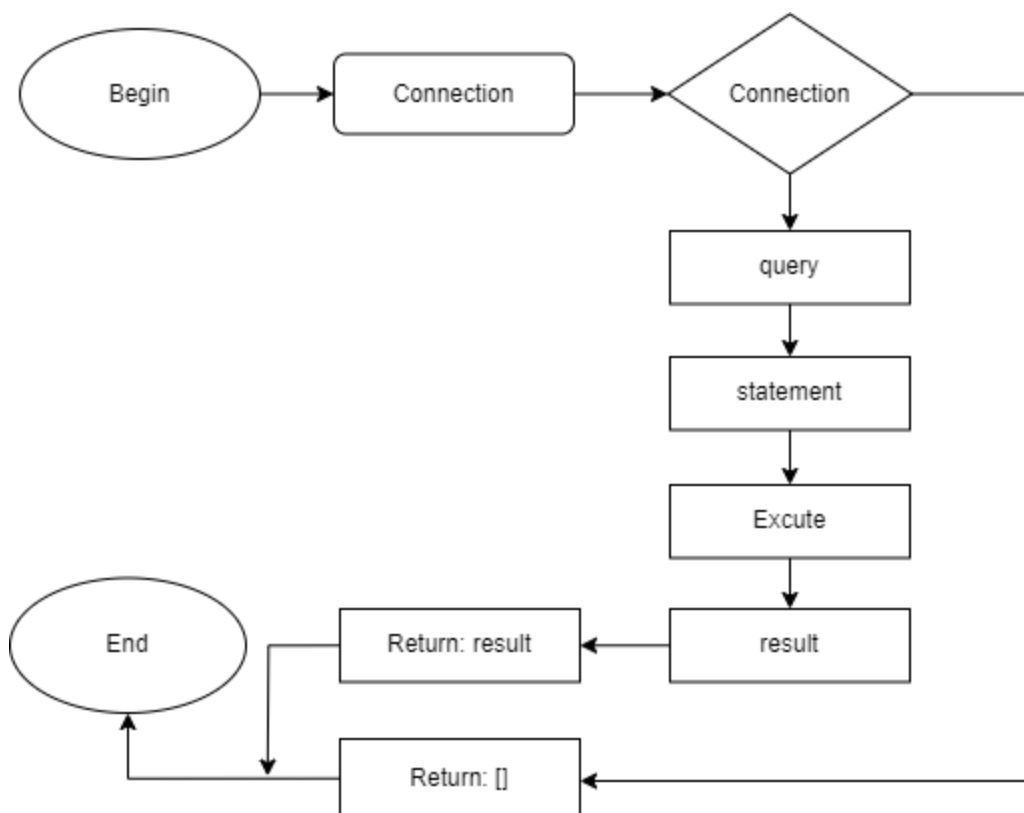 Begin
Connection
Connection
query
statement
Excute
result
Return: result
End
Return: []